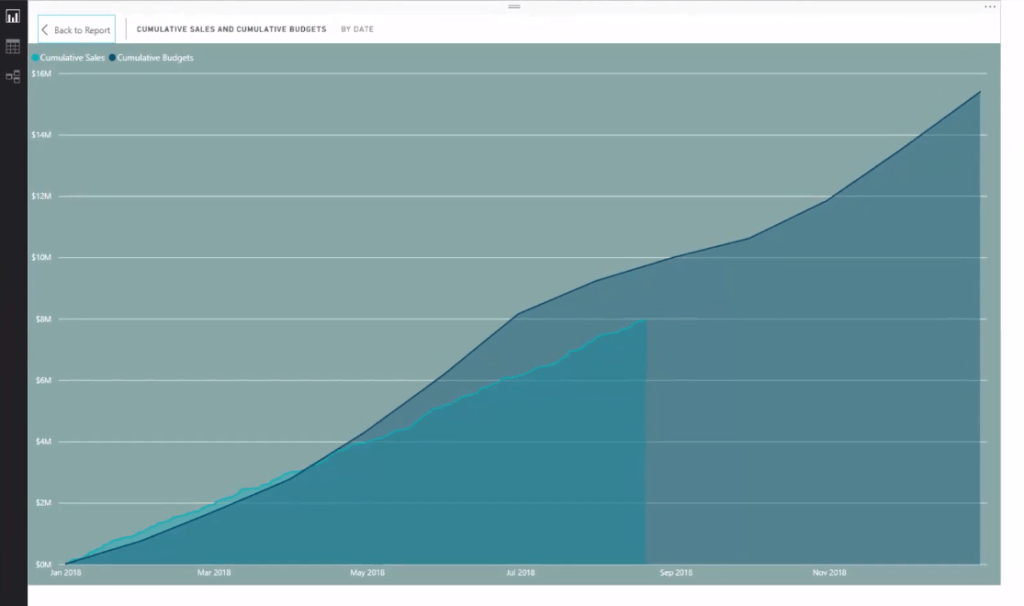 Back to Report
CUMULATIVE SALES AND CUMULATIVE BUDGETS BY DATE
Cumulative Sales Cumulative Budgets
$16M
$14M
$12M
$10M
$8M
$6M
$4M
$2M
$0M
Jan 2018 Mar 2018 May 2018 Jul 2018 Sep 2018 Nov 2018